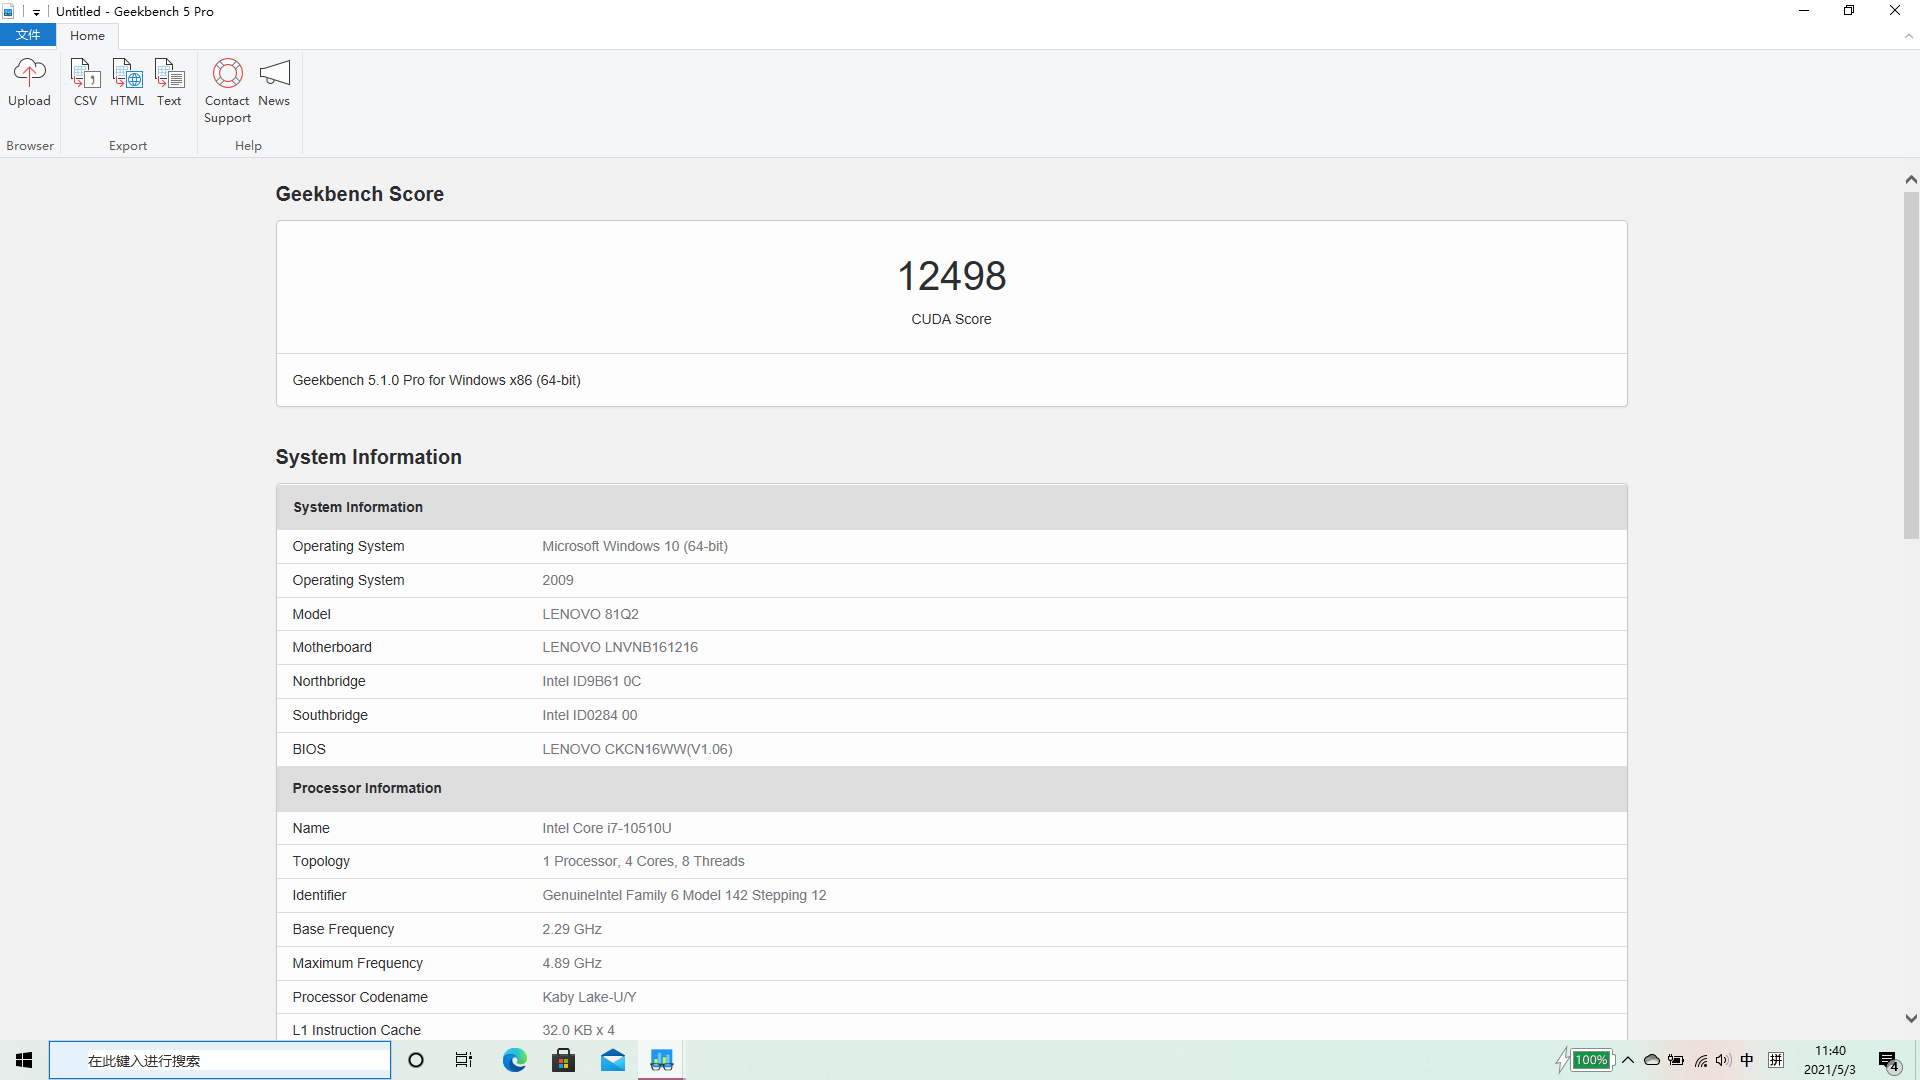 Untitled - Geekbench 5 Pro
文件 Home
Upload CSV HTML Text Contact Support News
Browser Export Help
Geekbench Score
12498
CUDA Score
Geekbench 5.1.0 Pro for Windows x86 (64-bit)
System Information
System Information
Operating System Microsoft Windows 10 (64-bit)
Operating System 2009
Model LENOVO 81Q2
Motherboard LENOVO LNVNB161216
Northbridge Intel ID9B61 0C
Southbridge Intel ID0284 00
BIOS LENOVO CKCN16WW(V1.06)
Processor Information
Name Intel Core i7-10510U
Topology 1 Processor, 4 Cores, 8 Threads
Identifier GenuineIntel Family 6 Model 142 Stepping 12
Base Frequency 2.29 GHz
Maximum Frequency 4.89 GHz
Processor Codename Kaby Lake-U/Y
L1 Instruction Cache 32.0 KB x 4
在此键入进行搜索 100% 中 拼 11:40 4
2021/5/3